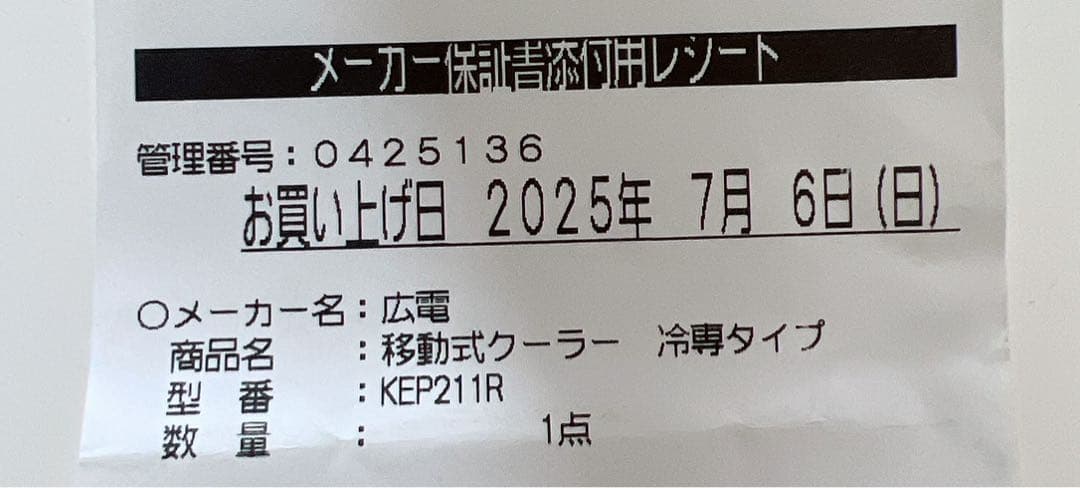 メーカー保証書添付用レシート
管理番号：０４２５１３６
お買い上げ日　２０２５年　７月　６日（日）
○メーカー名：広電
商品名　　：移動式クーラー　冷専タイプ
型　番　　：KEP211R
数　量　　：　　　　1点